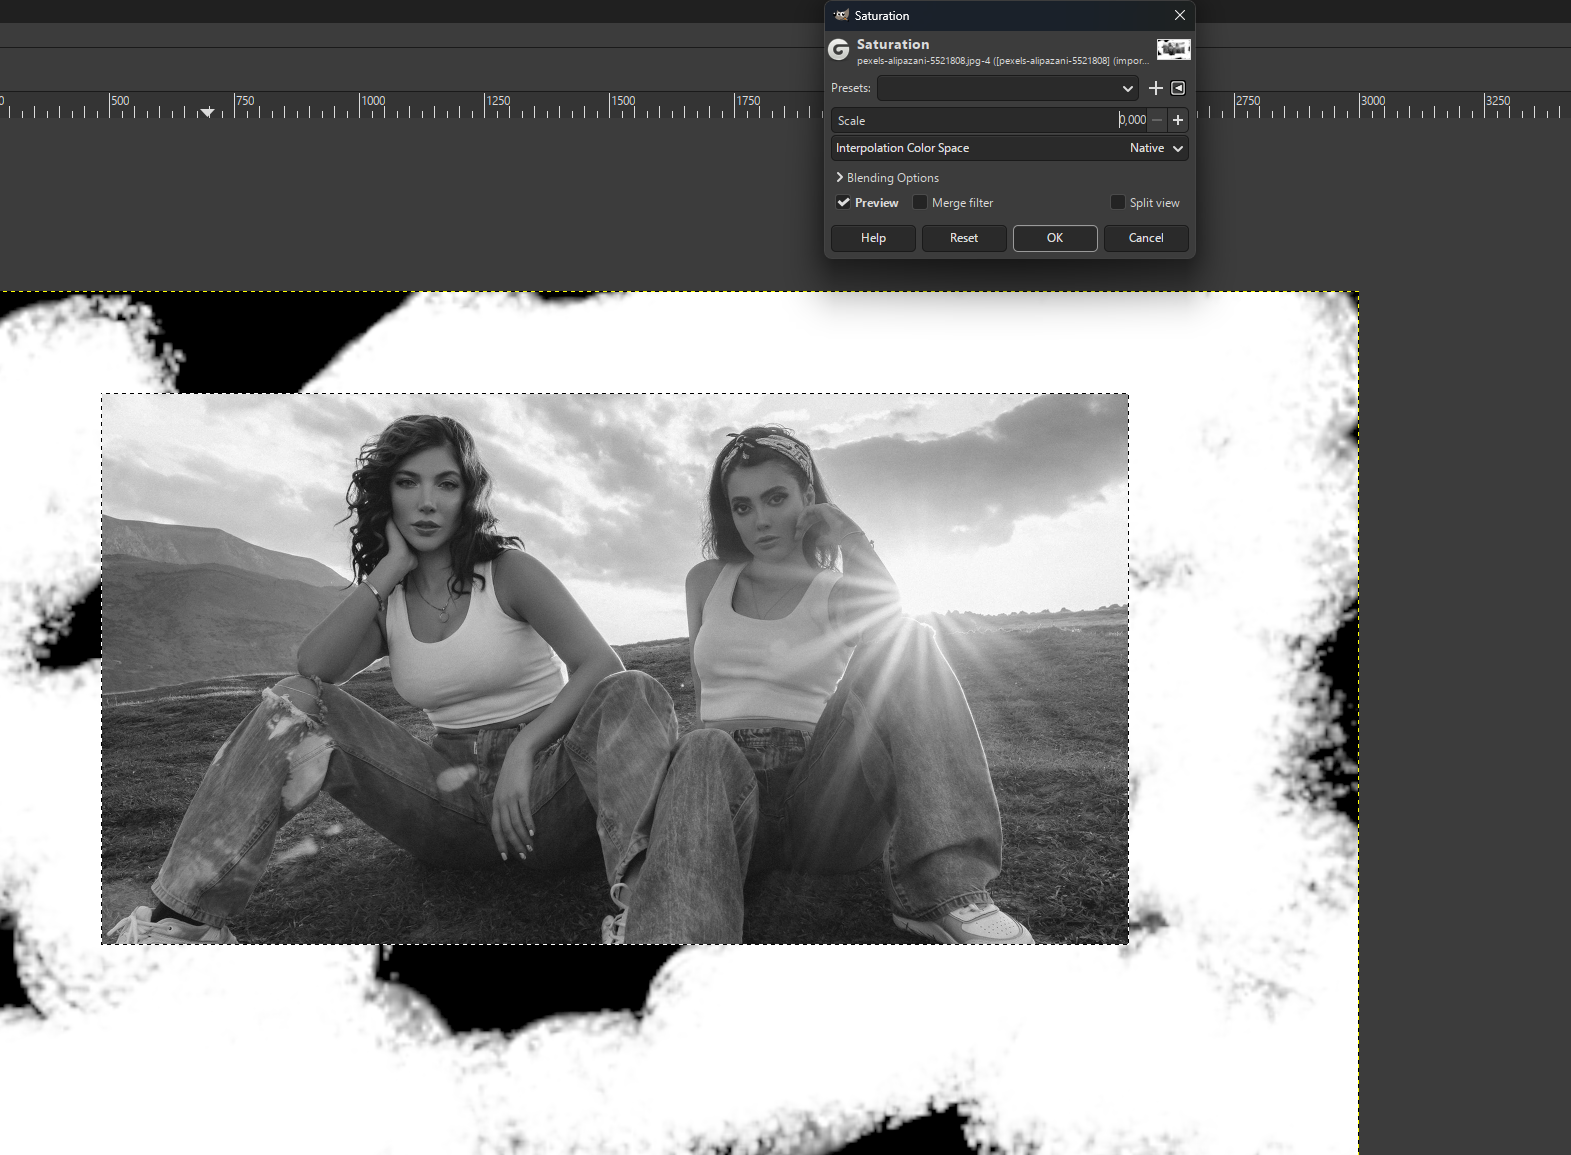 Saturation
Saturation
pexels-alipazani-5521808.jpg-4 ([pexels-alipazani-5521808] (impor...
Presets:
Scale 0,000
Interpolation Color Space Native
Blending Options
Preview Merge filter Split view
Help Reset OK Cancel
0 500 750 1000 1250 1500 1750 2750 3000 3250